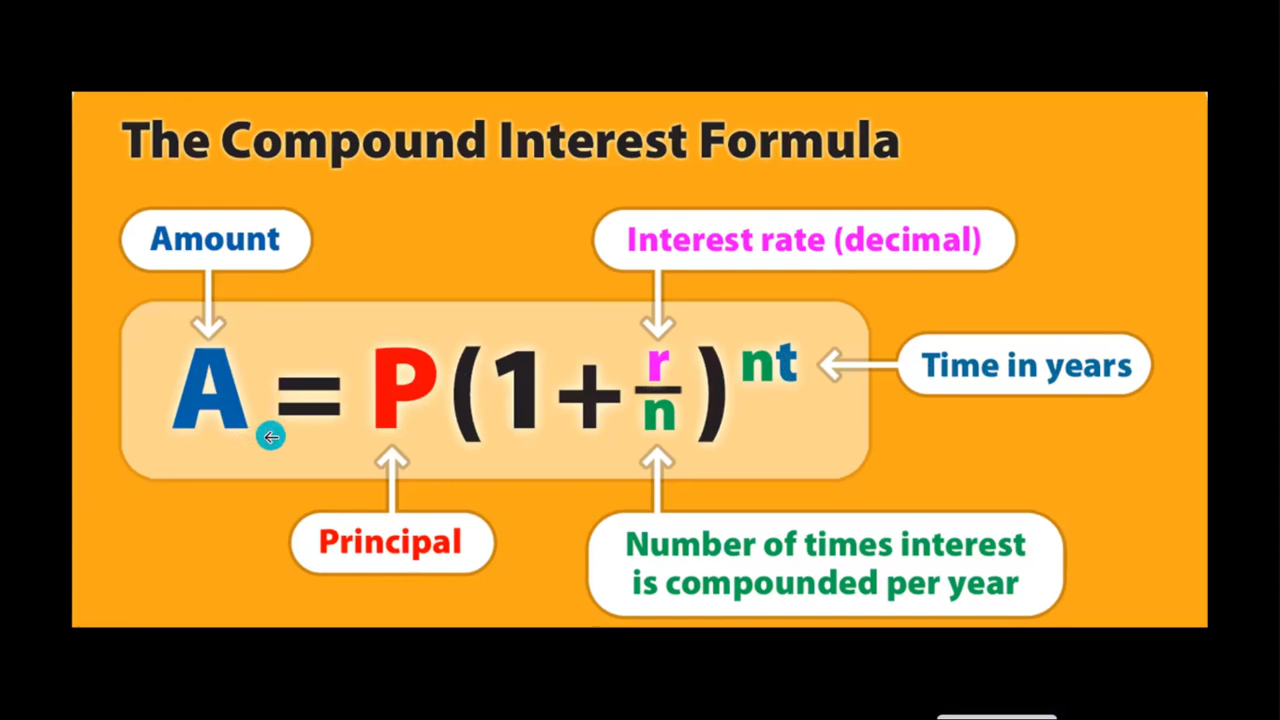 The Compound Interest Formula
Amount
Interest rate (decimal)
A = P(1+r/n)^nt
Time in years
Principal
Number of times interest
is compounded per year